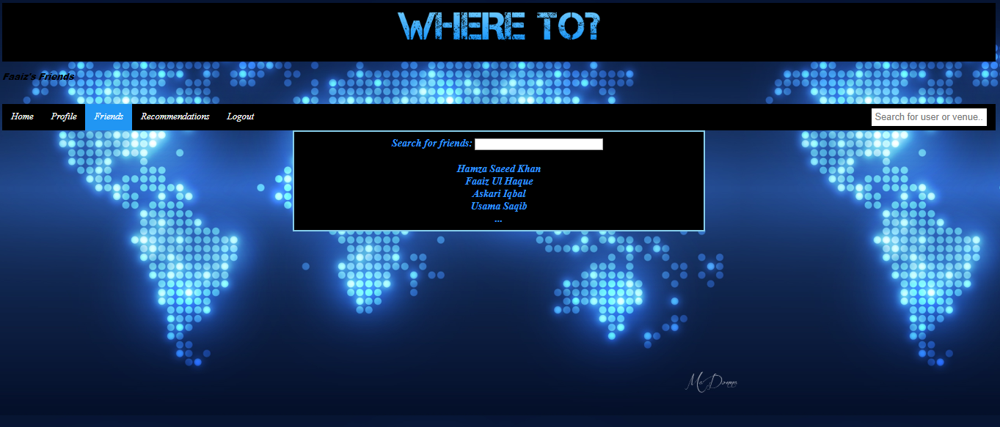 WHERE TO?
Faaiz's Friends
Home Profile Friends Recommendations Logout Search for user or venue..
Search for friends:
Hamza Saeed Khan
Faaiz Ul Haque
Askari Iqbal
Usama Saqib
...